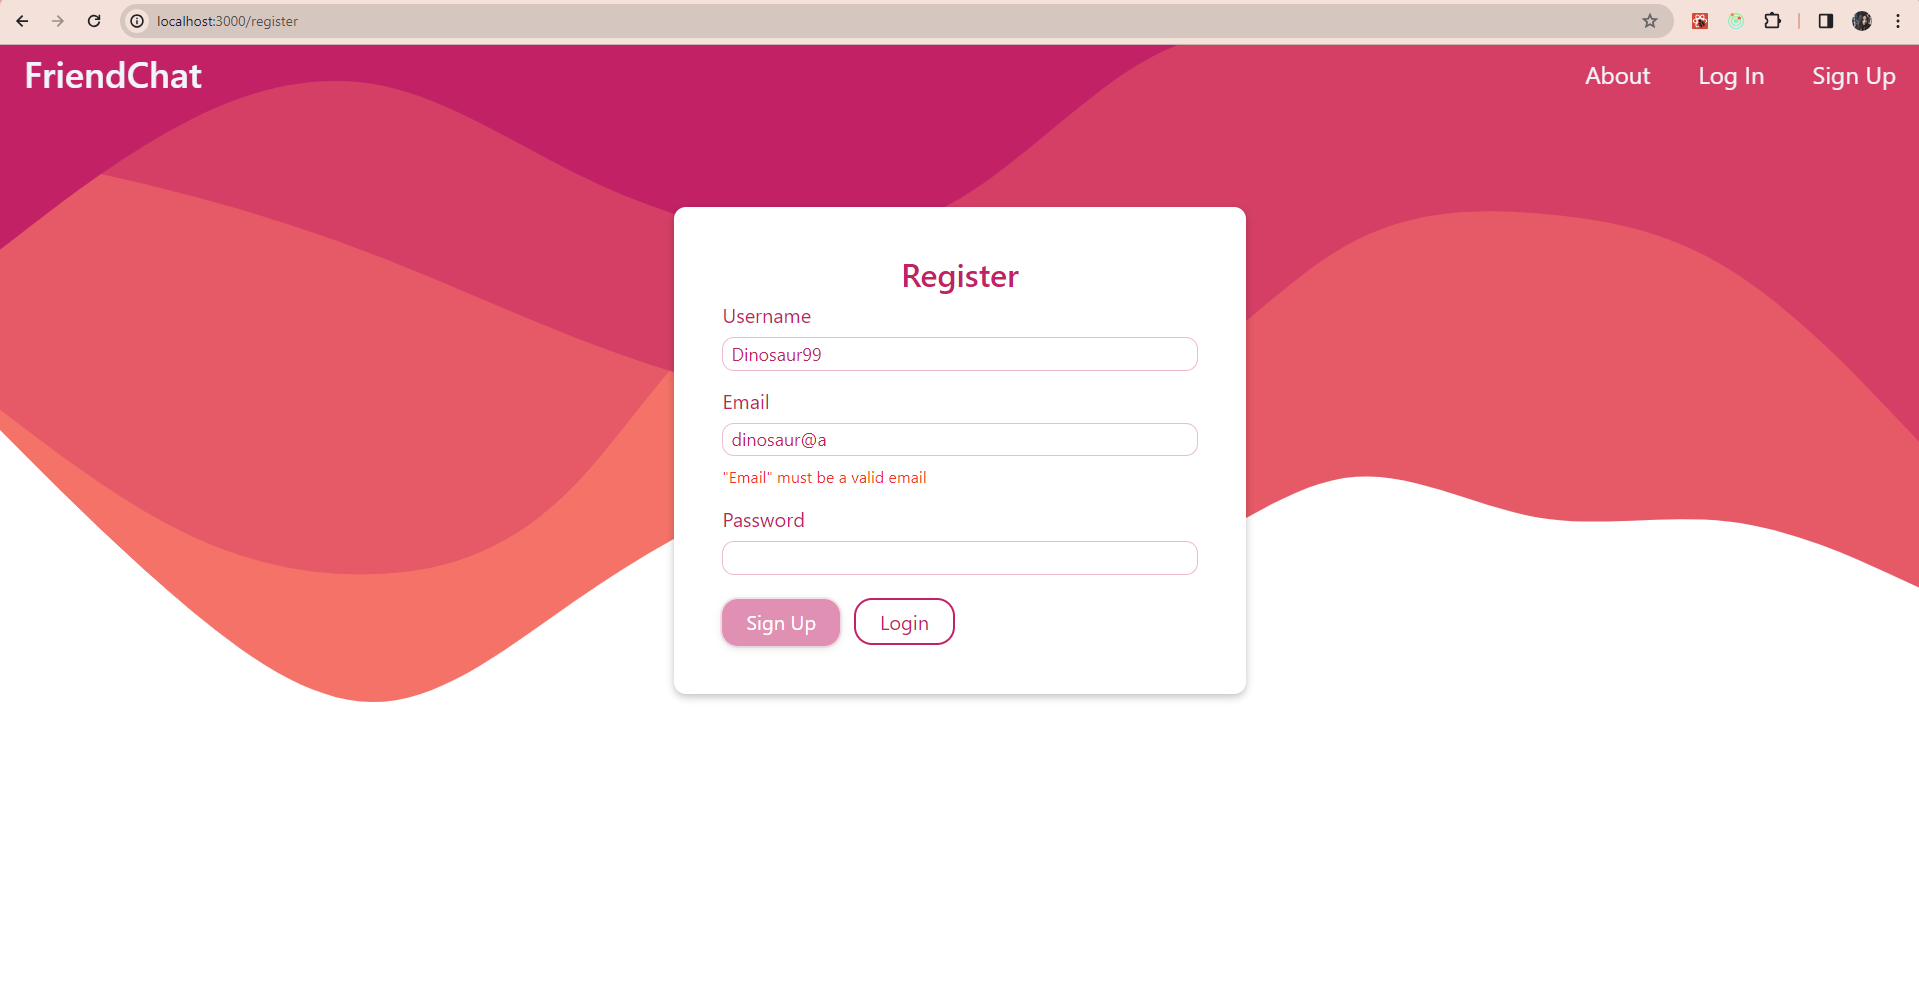 localhost:3000/register
FriendChat
About
Log In
Sign Up
Register
Username
Dinosaur99
Email
dinosaur@a
"Email" must be a valid email
Password
Sign Up
Login